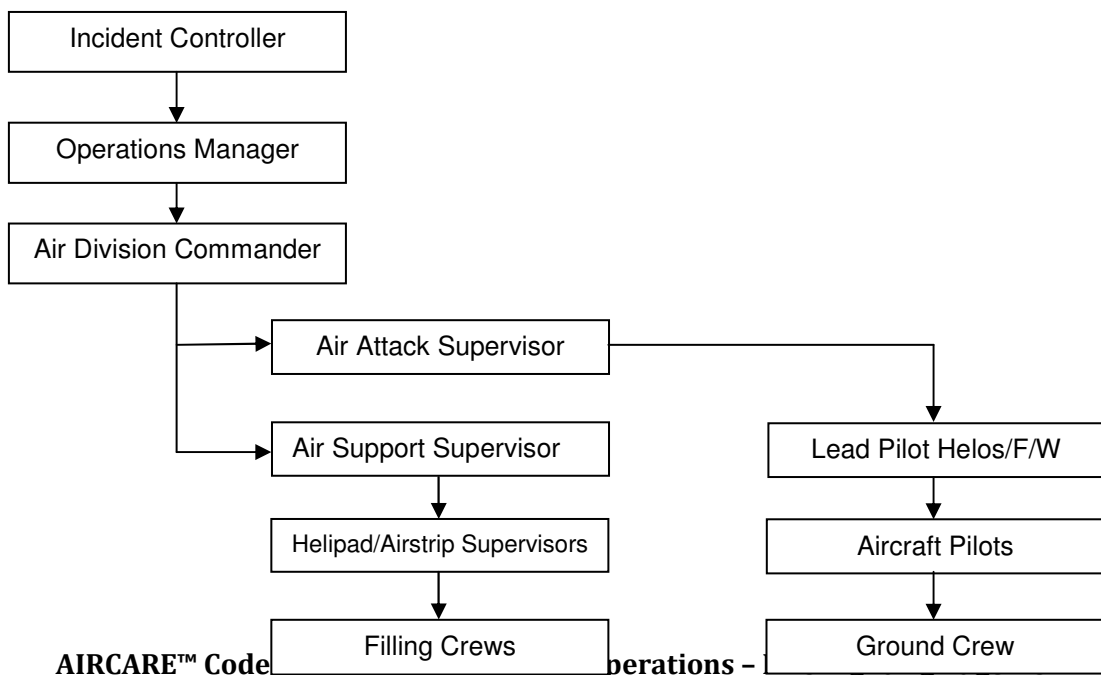 Incident Controller
Operations Manager
Air Division Commander
Air Attack Supervisor
Air Support Supervisor
Lead Pilot Helos/F/W
Helipad/Airstrip Supervisors
Aircraft Pilots
Filling Crews
Ground Crew
AIRCARE™ Code perations –